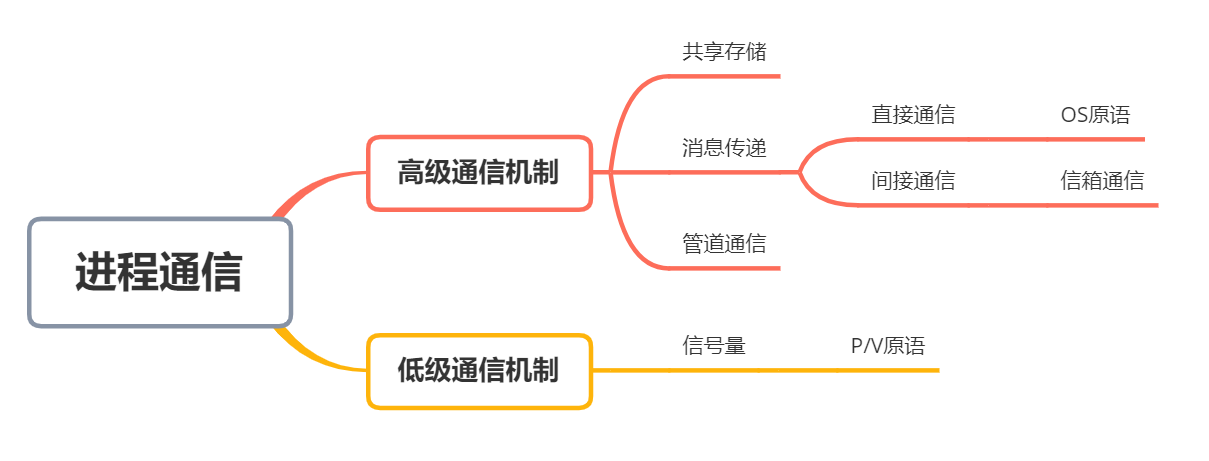 进程通信
高级通信机制
共享存储
消息传递
直接通信
OS原语
间接通信
信箱通信
管道通信
低级通信机制
信号量
P/V原语